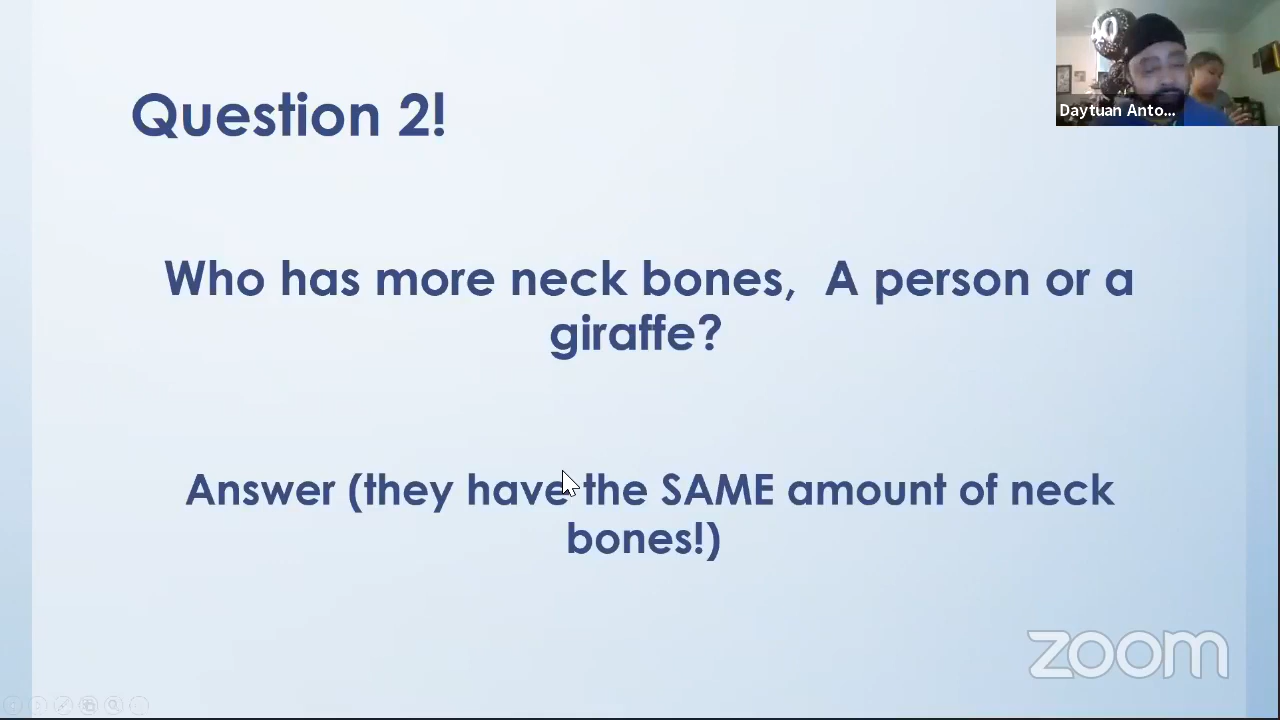 Question 2!
Daytuan Anto...
Who has more neck bones,  A person or a
giraffe?
Answer (they have the SAME amount of neck
bones!)
zoom